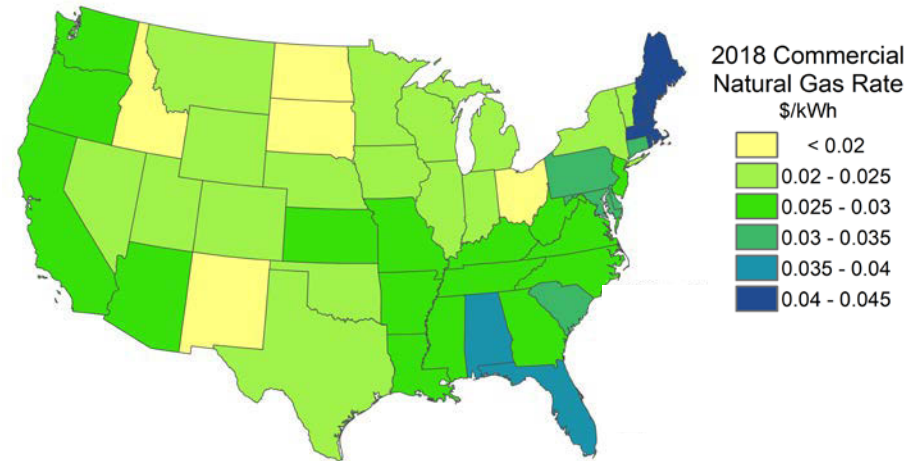 2018 Commercial
Natural Gas Rate
$/kWh
< 0.02
0.02 - 0.025
0.025 - 0.03
0.03 - 0.035
0.035 - 0.04
0.04 - 0.045